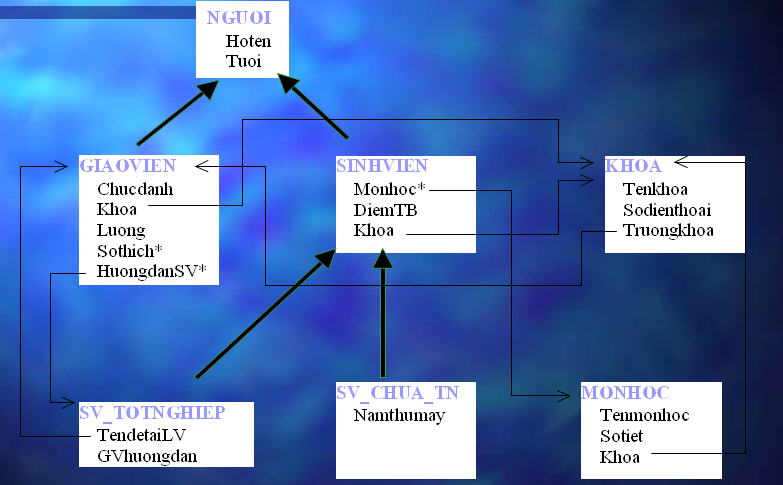 NGUOI
Hoten
Tuoi
GIAOVIEN
Chucdanh
Khoa
Luong
Sothich*
HuongdanSV*
SINHVIEN
Monhoc*
DiemTB
Khoa
KHOA
Tenkhoa
Sodienthoai
Truongkhoa
SV_TOTNGHIEP
TendetaiLV
GVhuongdan
SV_CHUA_TN
Namthumay
MONHOC
Tenmonhoc
Sotiet
Khoa